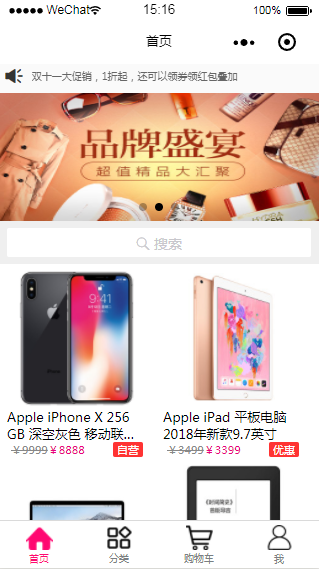 WeChat 15:16 100%
首页
双十一大促销，1折起，还可以领券领红包叠加
品牌盛宴
超值精品大汇聚
搜索
9:41
Apple iPhone X 256 GB 深空灰色 移动联...
¥9999 ¥8888 自营
Apple iPad 平板电脑 2018年新款9.7英寸
¥3499 ¥3399 优惠
《时间简史》
首页 分类 购物车 我